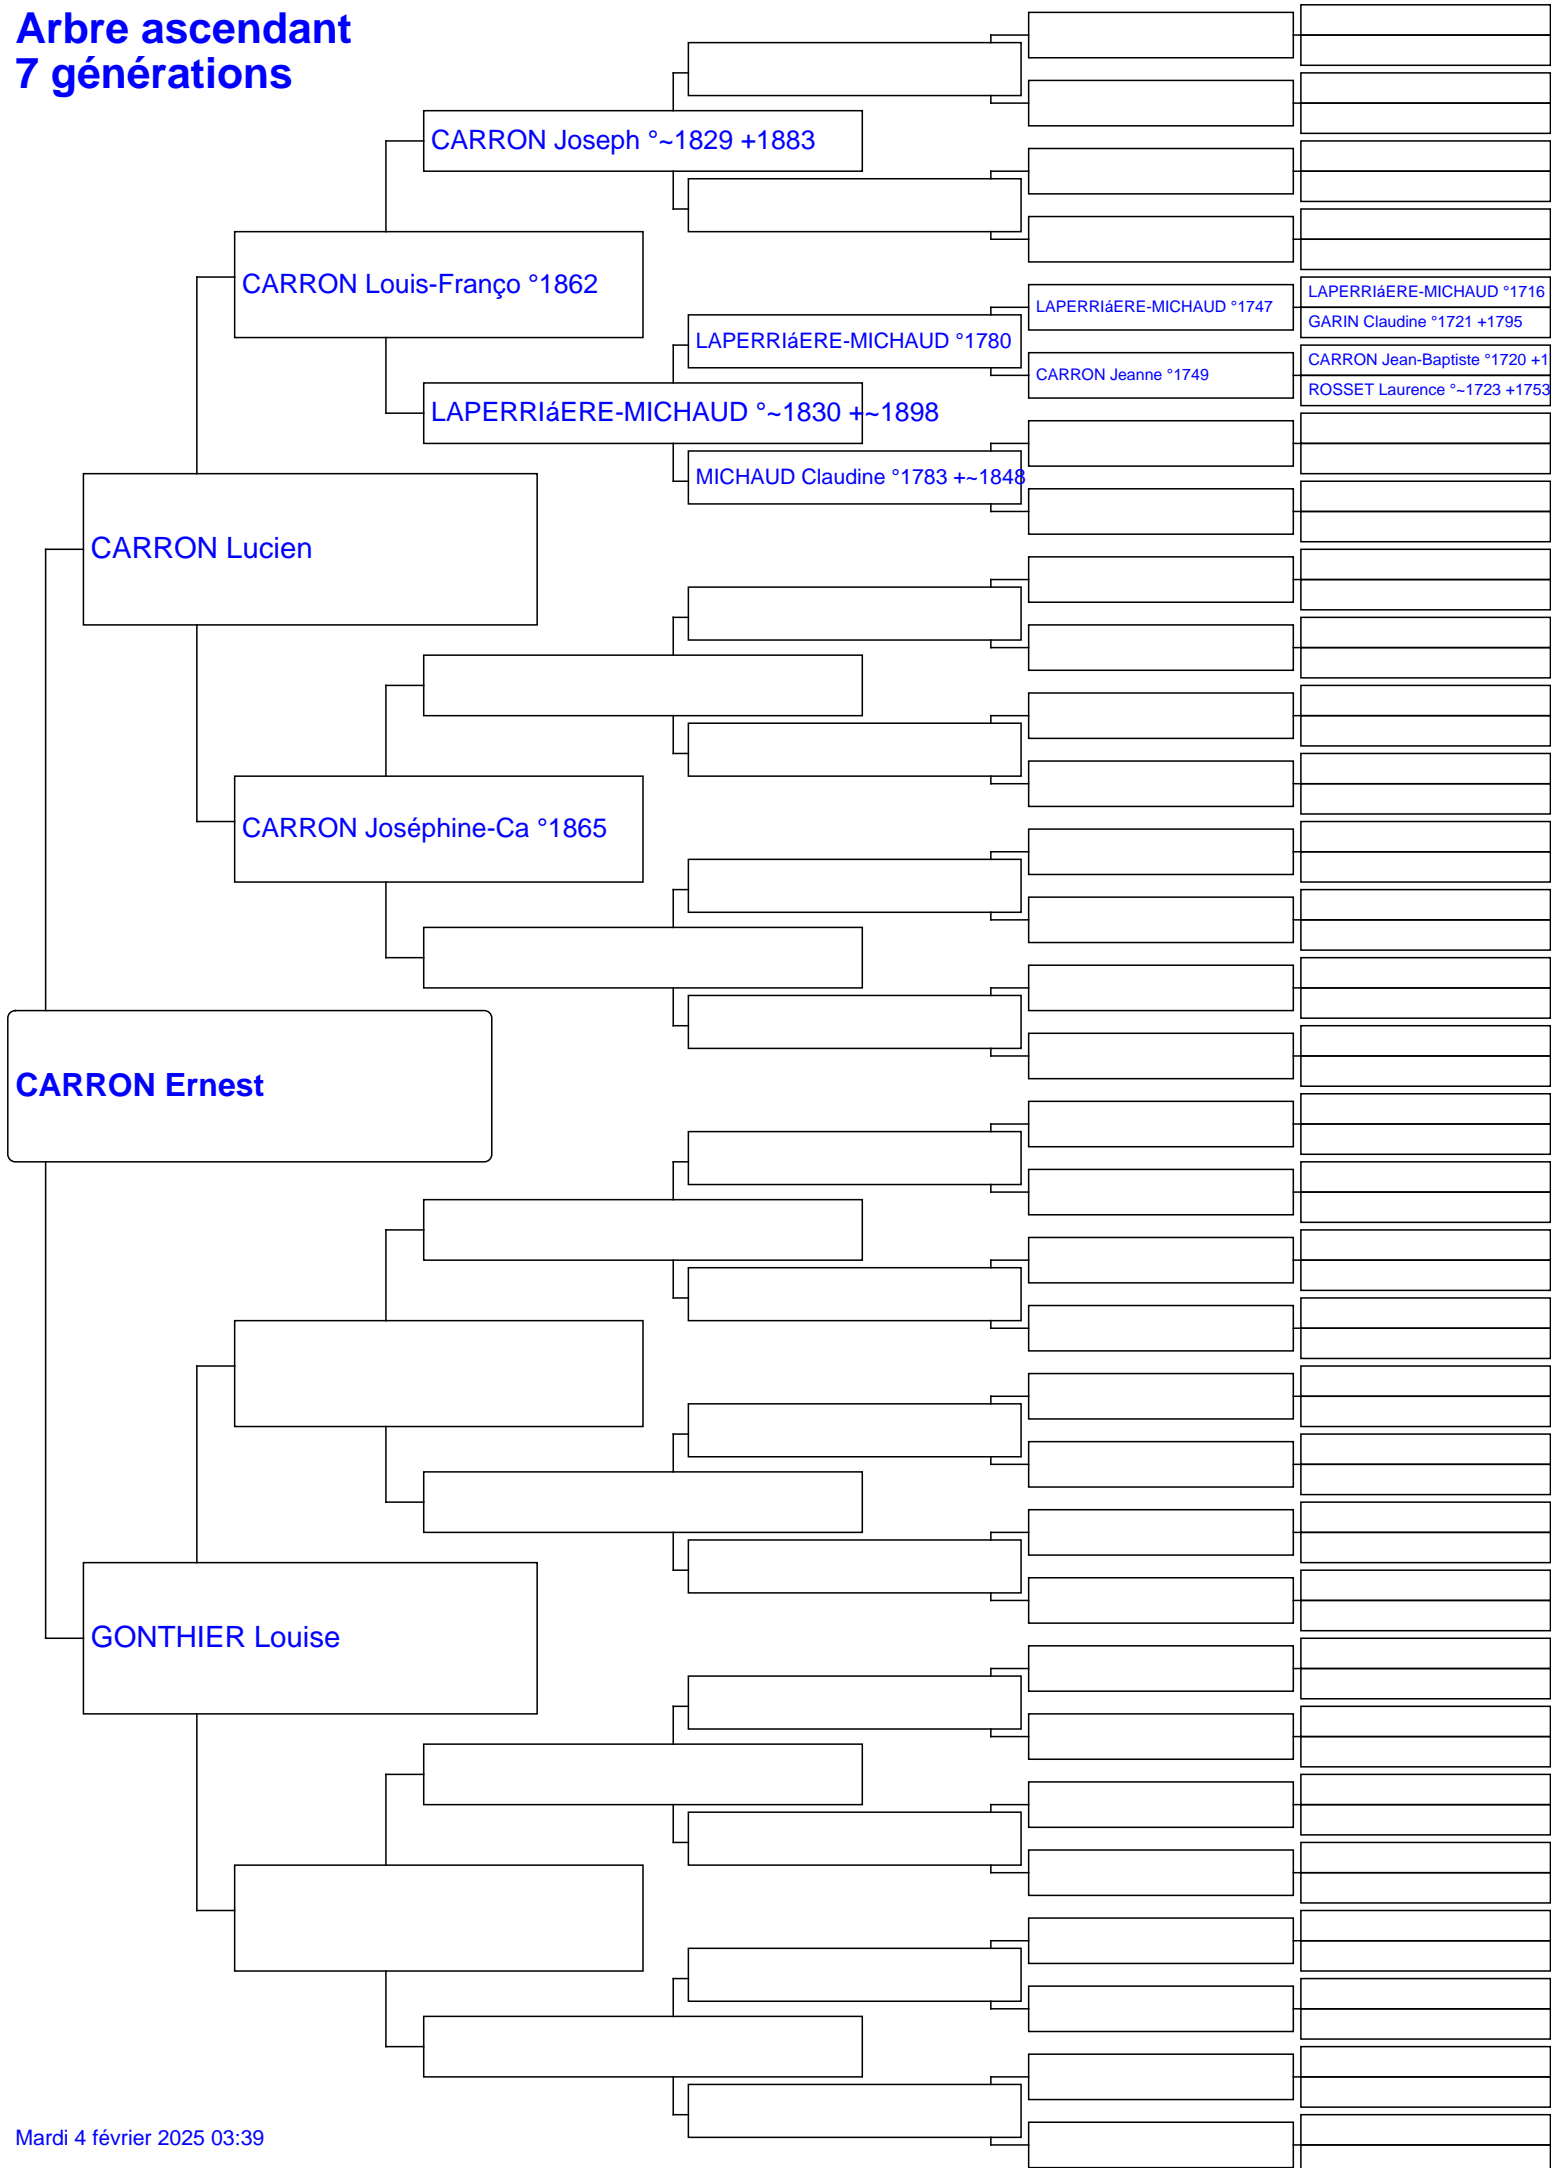 Arbre ascendant
7 générations
CARRON Joseph °~1829 +1883
CARRON Louis-Franço °1862
LAPERRIáERE-MICHAUD °1716
LAPERRIáERE-MICHAUD °1747
GARIN Claudine °1721 +1795
LAPERRIáERE-MICHAUD °1780
CARRON Jean-Baptiste °1720 +1
CARRON Jeanne °1749
ROSSET Laurence °~1723 +1753
LAPERRIáERE-MICHAUD °~1830 +~1898
MICHAUD Claudine °1783 +~1848
CARRON Lucien
CARRON Joséphine-Ca °1865
CARRON Ernest
GONTHIER Louise
Mardi 4 février 2025 03:39